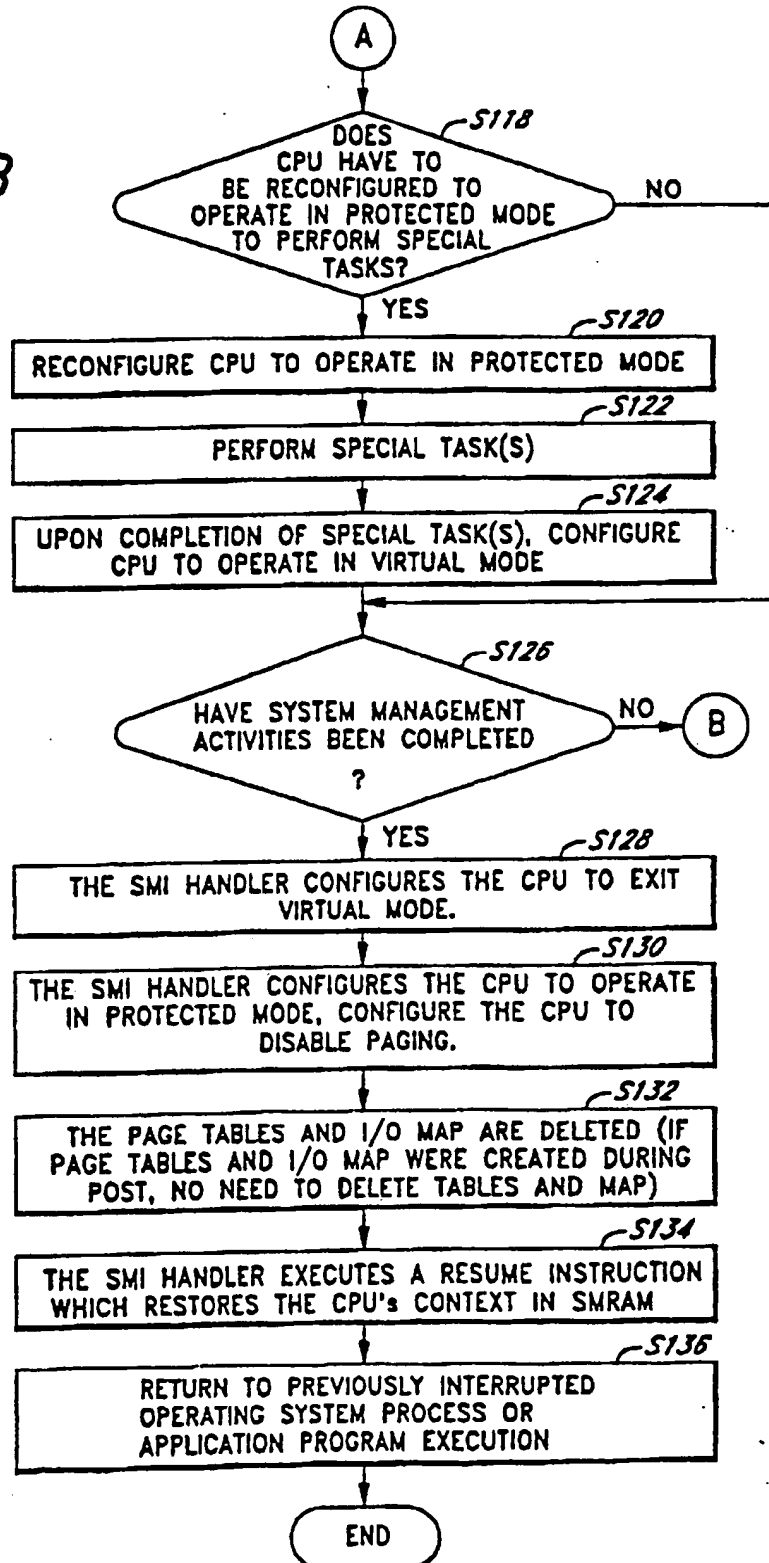 A
S118
B
DOES
CPU HAVE TO
BE RECONFIGURED TO
OPERATE IN PROTECTED MODE
TO PERFORM SPECIAL
TASKS?
NO
YES
S120
RECONFIGURE CPU TO OPERATE IN PROTECTED MODE
S122
PERFORM SPECIAL TASK(S)
S124
UPON COMPLETION OF SPECIAL TASK(S), CONFIGURE
CPU TO OPERATE IN VIRTUAL MODE
S126
HAVE SYSTEM MANAGEMENT
ACTIVITIES BEEN COMPLETED
?
NO
B
YES
S128
THE SMI HANDLER CONFIGURES THE CPU TO EXIT
VIRTUAL MODE.
S130
THE SMI HANDLER CONFIGURES THE CPU TO OPERATE
IN PROTECTED MODE, CONFIGURE THE CPU TO
DISABLE PAGING.
S132
THE PAGE TABLES AND I/O MAP ARE DELETED (IF
PAGE TABLES AND I/O MAP WERE CREATED DURING
POST, NO NEED TO DELETE TABLES AND MAP)
S134
THE SMI HANDLER EXECUTES A RESUME INSTRUCTION
WHICH RESTORES THE CPU's CONTEXT IN SMRAM
S136
RETURN TO PREVIOUSLY INTERRUPTED
OPERATING SYSTEM PROCESS OR
APPLICATION PROGRAM EXECUTION
END